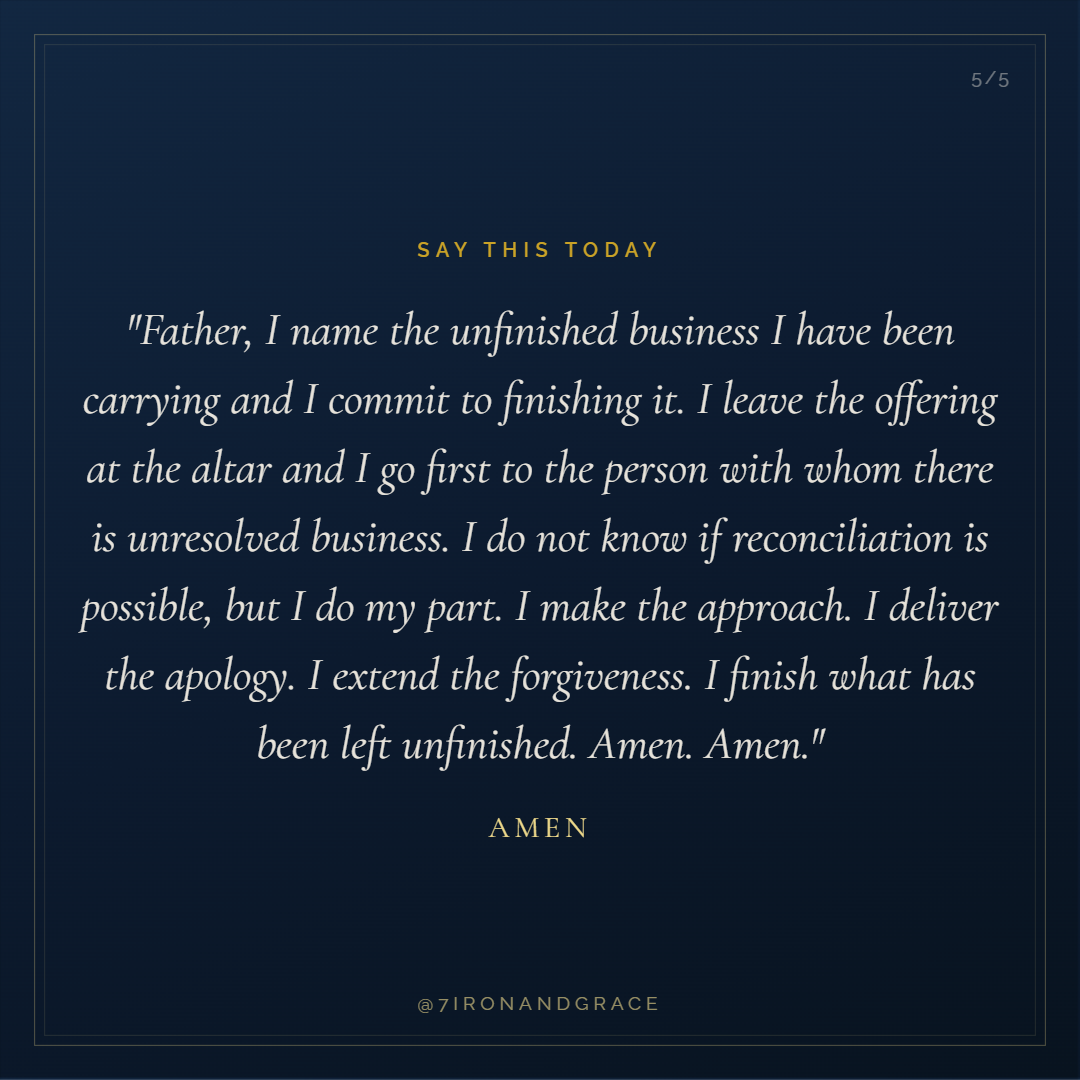 5/5
SAY THIS TODAY
"Father, I name the unfinished business I have been
carrying and I commit to finishing it. I leave the offering
at the altar and I go first to the person with whom there
is unresolved business. I do not know if reconciliation is
possible, but I do my part. I make the approach. I deliver
the apology. I extend the forgiveness. I finish what has
been left unfinished. Amen. Amen."
AMEN
@7IRONANDGRACE